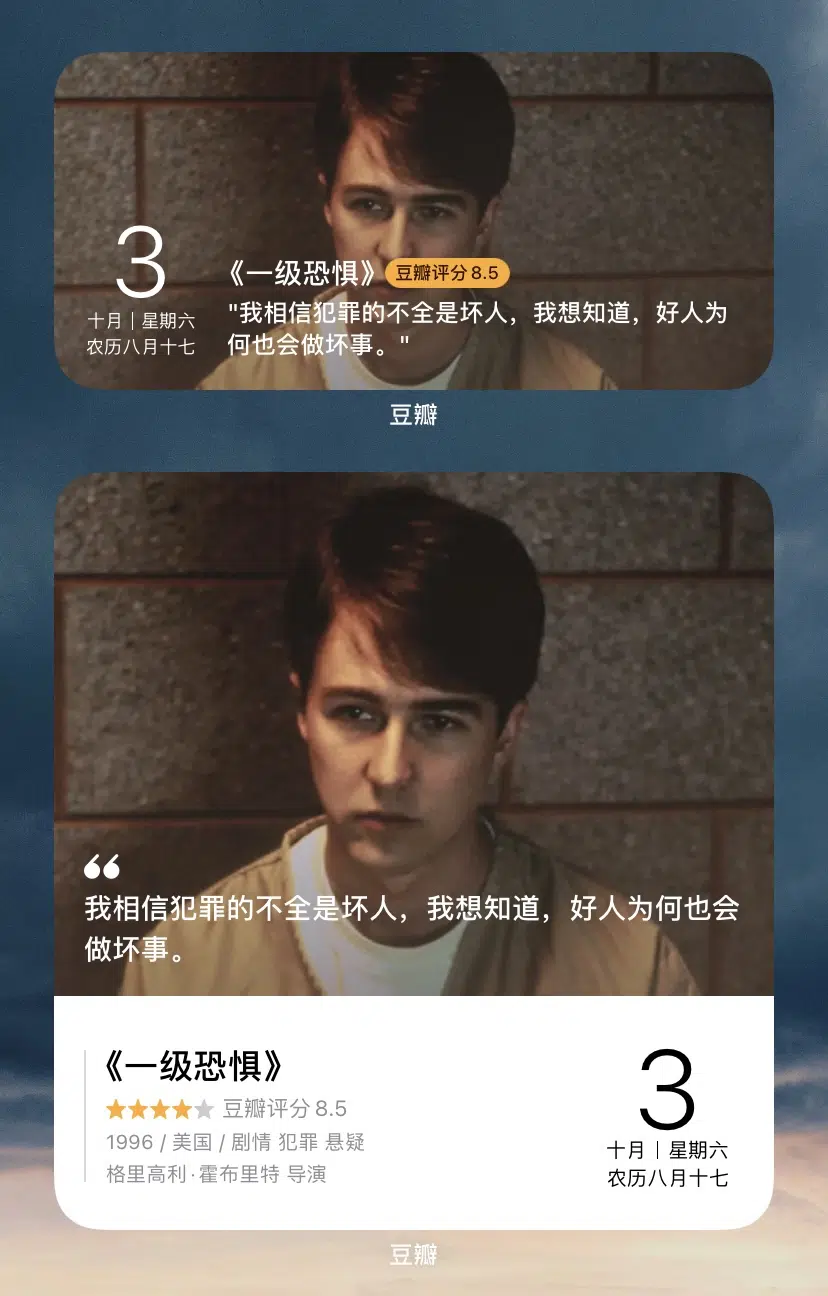 3
十月｜星期六
农历八月十七
《一级恐惧》 豆瓣评分 8.5
"我相信犯罪的不全是坏人，我想知道，好人为
何也会做坏事。"
豆瓣
我相信犯罪的不全是坏人，我想知道，好人为何也会
做坏事。
《一级恐惧》
豆瓣评分 8.5
1996 / 美国 / 剧情 犯罪 悬疑
格里高利·霍布里特 导演
3
十月｜星期六
农历八月十七
豆瓣